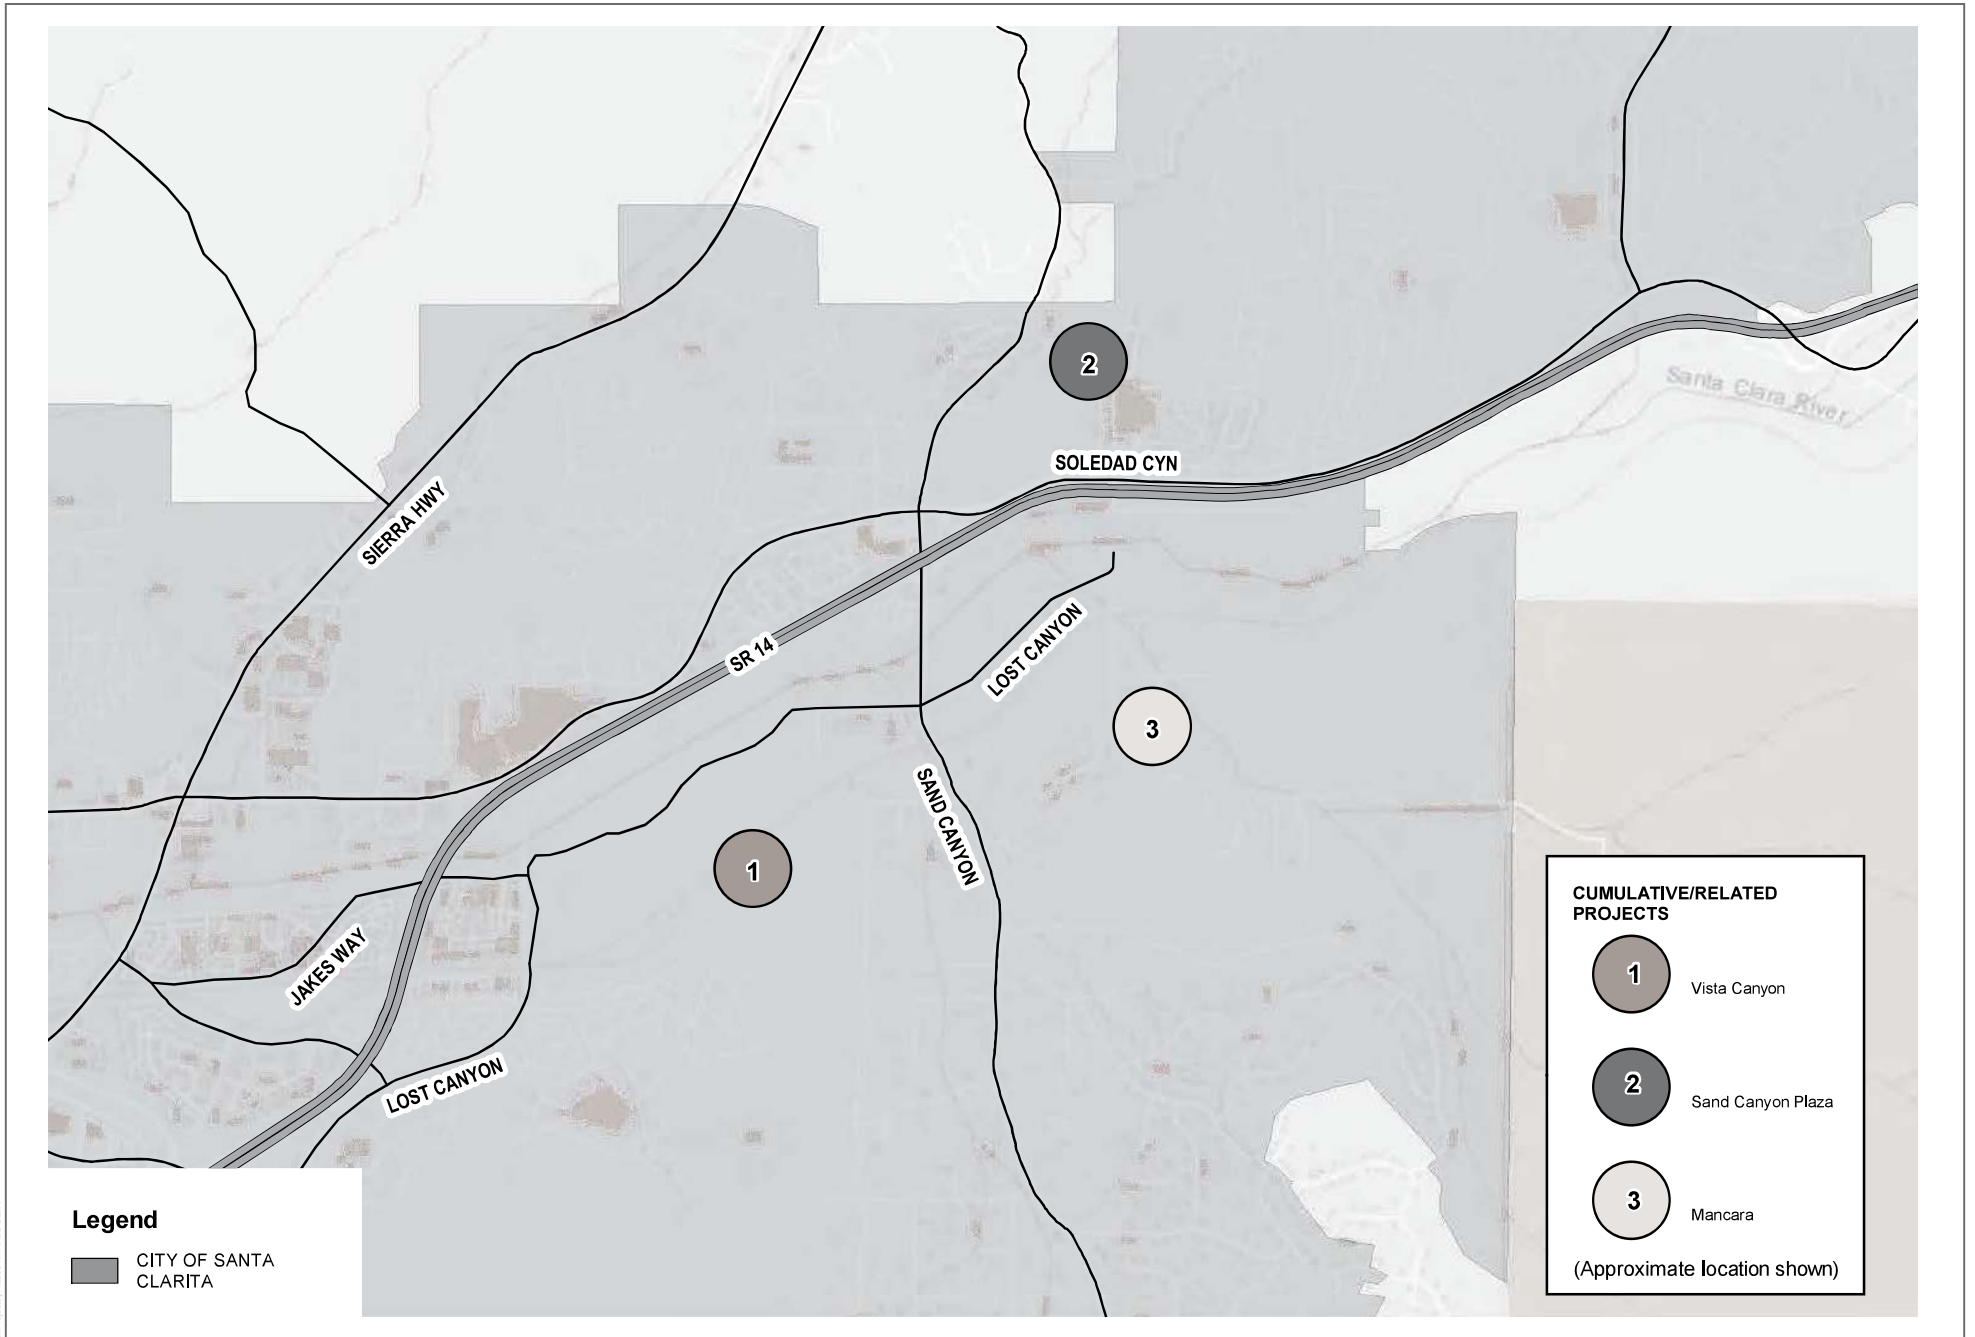 2
Santa Clara River
SOLEDAD CYN
SIERRA HWY
SR 14
LOST CANYON
3
SAND CANYON
1
JAKES WAY
LOST CANYON
CUMULATIVE/RELATED
PROJECTS
1
Vista Canyon
2
Sand Canyon Plaza
3
Mancara
(Approximate location shown)
Legend
CITY OF SANTA
CLARITA